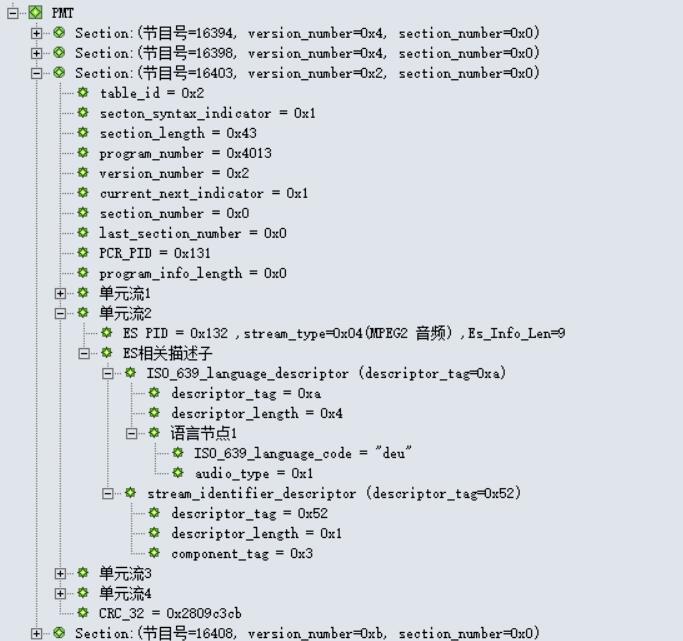 PMT
Section:(节目号=16394, version_number=0x4, section_number=0x0)
Section:(节目号=16398, version_number=0x4, section_number=0x0)
Section:(节目号=16403, version_number=0x2, section_number=0x0)
table_id = 0x2
secton_syntax_indicator = 0x1
section_length = 0x43
program_number = 0x4013
version_number = 0x2
current_next_indicator = 0x1
section_number = 0x0
last_section_number = 0x0
PCR_PID = 0x131
program_info_length = 0x0
单元流1
单元流2
ES PID = 0x132 ,stream_type=0x04(MPEG2 音频) ,Es_Info_Len=9
ES相关描述子
ISO_639_language_descriptor (descriptor_tag=0xa)
descriptor_tag = 0xa
descriptor_length = 0x4
语言节点1
ISO_639_language_code = "deu"
audio_type = 0x1
stream_identifier_descriptor (descriptor_tag=0x52)
descriptor_tag = 0x52
descriptor_length = 0x1
component_tag = 0x3
单元流3
单元流4
CRC_32 = 0x2809c3cb
Section:(节目号=16408, version_number=0xb, section_number=0x0)